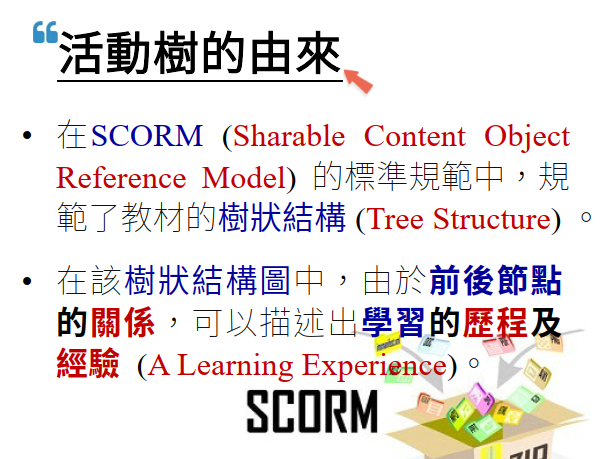 活動樹的由來
• 在SCORM (Sharable Content Object
Reference Model) 的標準規範中，規
範了教材的樹狀結構 (Tree Structure) 。
• 在該樹狀結構圖中，由於前後節點
的關係，可以描述出學習的歷程及
經驗 (A Learning Experience)。
SCORM
ZIP